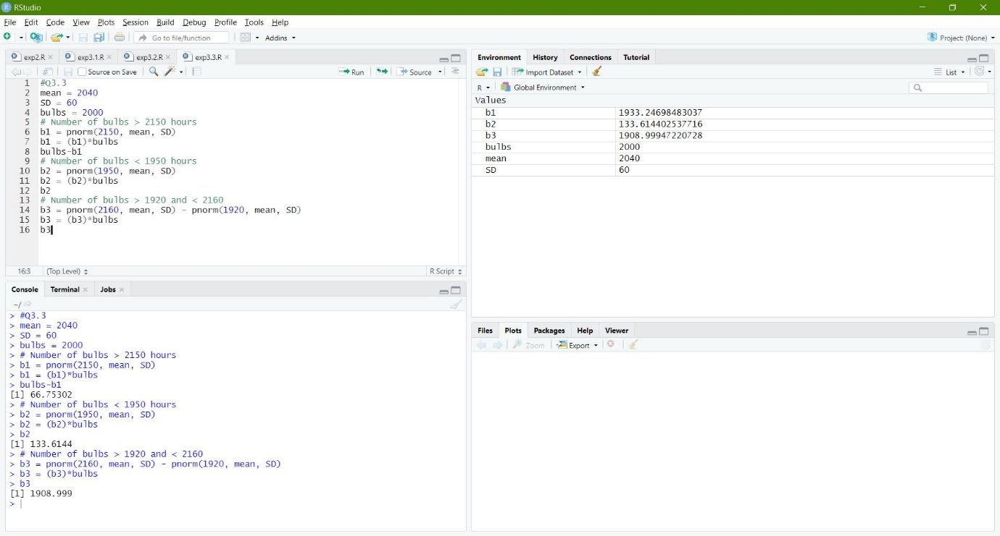 RStudio
File Edit Code View Plots Session Build Debug Profile Tools Help
Go to file/function Addins Project: (None)
exp2.R exp3.1.R exp3.2.R exp3.3.R
Source on Save Run Source
1 #Q3.3
2 mean = 2040
3 SD = 60
4 bulbs = 2000
5 # Number of bulbs > 2150 hours
6 b1 = pnorm(2150, mean, SD)
7 b1 = (b1)*bulbs
8 bulbs-b1
9 # Number of bulbs < 1950 hours
10 b2 = pnorm(1950, mean, SD)
11 b2 = (b2)*bulbs
12 b2
13 # Number of bulbs > 1920 and < 2160
14 b3 = pnorm(2160, mean, SD) - pnorm(1920, mean, SD)
15 b3 = (b3)*bulbs
16 b3
16:3 (Top Level) R Script
Console Terminal Jobs
~/
> #Q3.3
> mean = 2040
> SD = 60
> bulbs = 2000
> # Number of bulbs > 2150 hours
> b1 = pnorm(2150, mean, SD)
> b1 = (b1)*bulbs
> bulbs-b1
[1] 66.75302
> # Number of bulbs < 1950 hours
> b2 = pnorm(1950, mean, SD)
> b2 = (b2)*bulbs
> b2
[1] 133.6144
> # Number of bulbs > 1920 and < 2160
> b3 = pnorm(2160, mean, SD) - pnorm(1920, mean, SD)
> b3 = (b3)*bulbs
> b3
[1] 1908.999
>
Environment History Connections Tutorial
Import Dataset List
R Global Environment
Values
b1 1933.24698483037
b2 133.614402537716
b3 1908.99947220728
bulbs 2000
mean 2040
SD 60
Files Plots Packages Help Viewer
Zoom Export